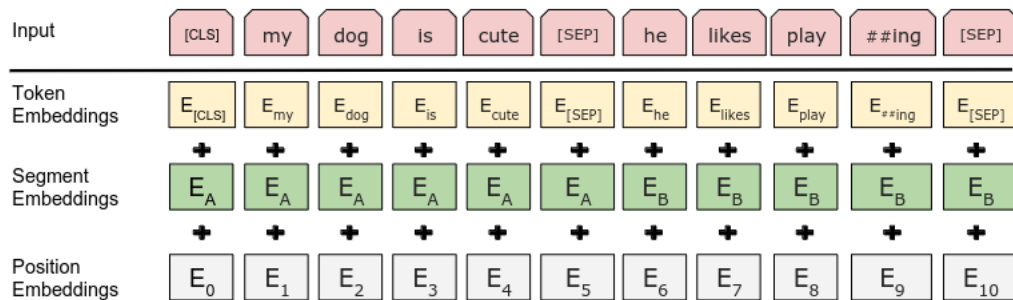 Input [CLS] my dog is cute [SEP] he likes play ##ing [SEP]
Token
Embeddings E[CLS] Emy Edog Eis Ecute E[SEP] Ehe Elikes Eplay E##ing E[SEP]
Segment
Embeddings EA EA EA EA EA EA EB EB EB EB EB
Position
Embeddings E0 E1 E2 E3 E4 E5 E6 E7 E8 E9 E10